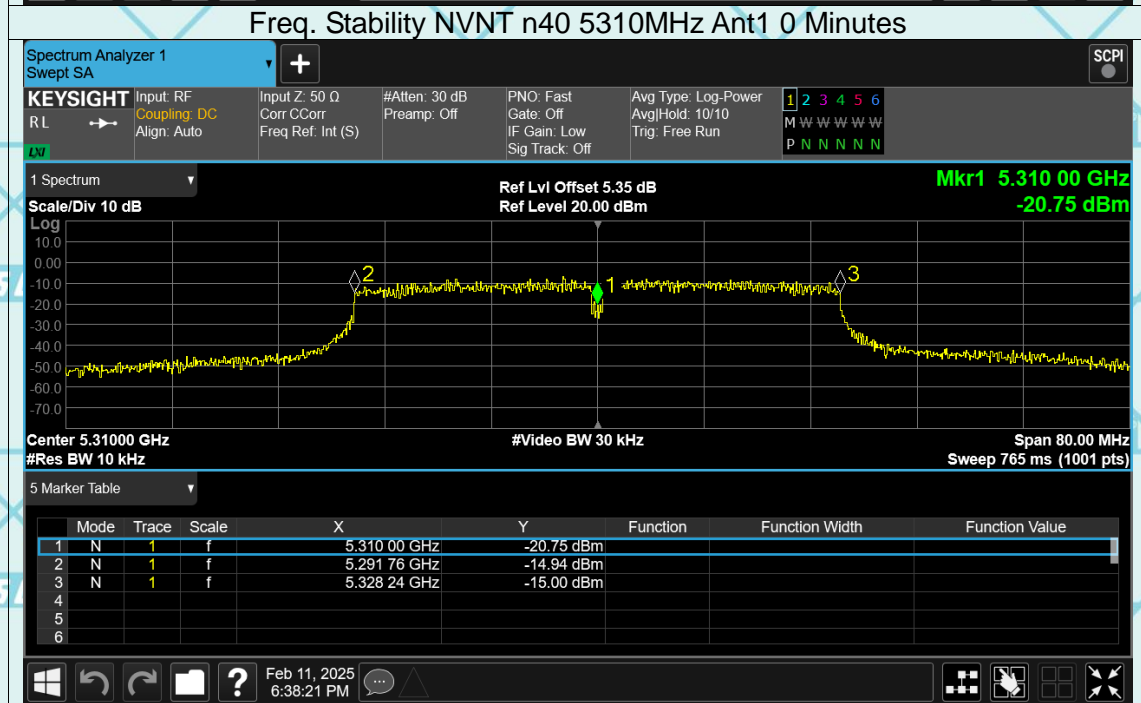 Freq. Stability NVNT n40 5310MHz Ant1 0 Minutes
Spectrum Analyzer 1
Swept SA
+
SCPI
KEYSIGHT
R L
LXI
Input: RF
Coupling: DC
Align: Auto
Input Z: 50 Ω
Corr CCorr
Freq Ref: Int (S)
#Atten: 30 dB
Preamp: Off
PNO: Fast
Gate: Off
IF Gain: Low
Sig Track: Off
Avg Type: Log-Power
Avg|Hold: 10/10
Trig: Free Run
1 2 3 4 5 6
M W W W W W
P N N N N N
1 Spectrum
Scale/Div 10 dB
Ref Lvl Offset 5.35 dB
Ref Level 20.00 dBm
Mkr1 5.310 00 GHz
-20.75 dBm
Log
10.0
0.00
-10.0
-20.0
-30.0
-40.0
-50.0
-60.0
-70.0
2
1
3
Center 5.31000 GHz
#Video BW 30 kHz
Span 80.00 MHz
#Res BW 10 kHz
Sweep 765 ms (1001 pts)
5 Marker Table
Mode Trace Scale X Y Function Function Width Function Value
1 N 1 f 5.310 00 GHz -20.75 dBm
2 N 1 f 5.291 76 GHz -14.94 dBm
3 N 1 f 5.328 24 GHz -15.00 dBm
4
5
6
?
Feb 11, 2025
6:38:21 PM